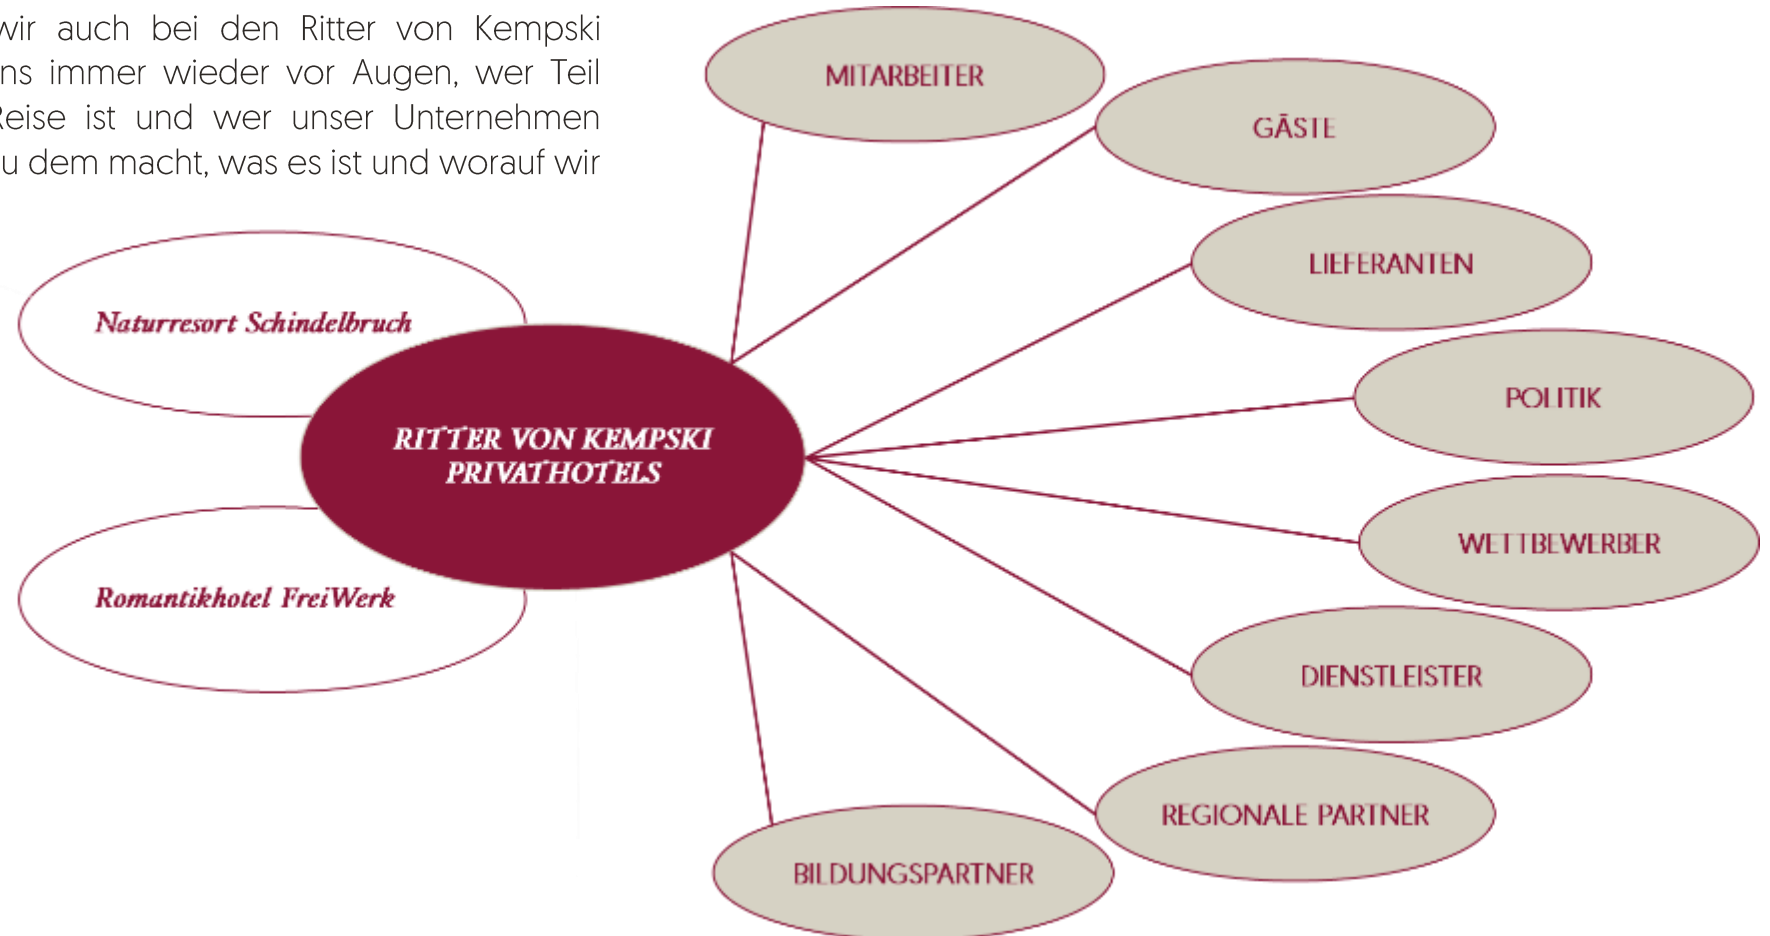 wir auch bei den Ritter von Kempski
ns immer wieder vor Augen, wer Teil
Reise ist und wer unser Unternehmen
u dem macht, was es ist und worauf wir
MITARBEITER
GÄSTE
LIEFERANTEN
POLITIK
WETTBEWERBER
DIENSTLEISTER
REGIONALE PARTNER
BILDUNGSPARTNER
Naturresort Schindelbruch
RITTER VON KEMPSKI
PRIVATHOTELS
Romantikhotel FreiWerk